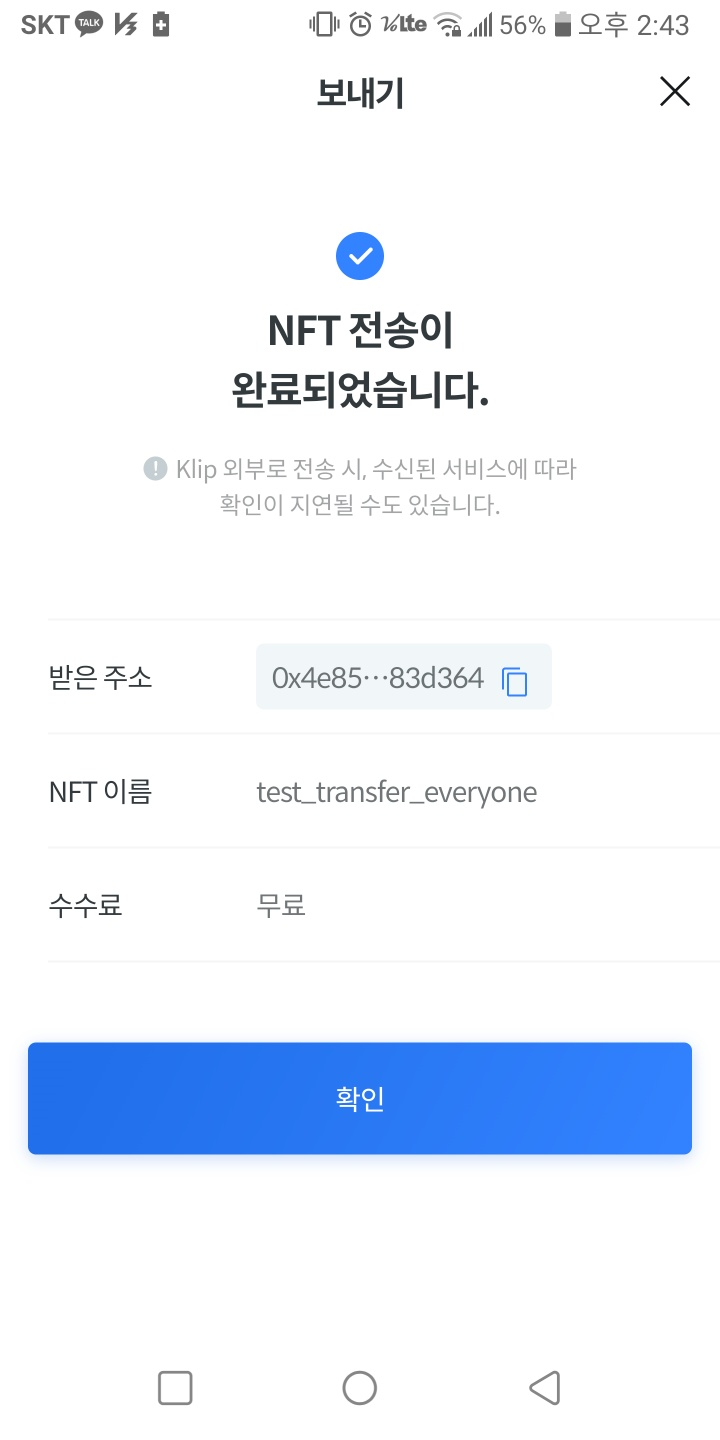 SKT TALK VoLTE 56% 오후 2:43
보내기
NFT 전송이
완료되었습니다.
! Klip 외부로 전송 시, 수신된 서비스에 따라
확인이 지연될 수도 있습니다.
받은 주소 0x4e85···83d364
NFT 이름 test_transfer_everyone
수수료 무료
확인